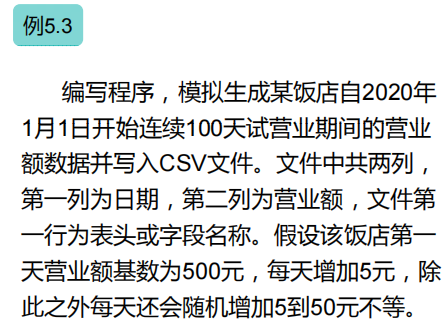 例5.3
编写程序，模拟生成某饭店自2020年
1月1日开始连续100天试营业期间的营业
额数据并写入CSV文件。文件中共两列，
第一列为日期，第二列为营业额，文件第
一行为表头或字段名称。假设该饭店第一
天营业额基数为500元，每天增加5元，除
此之外每天还会随机增加5到50元不等。